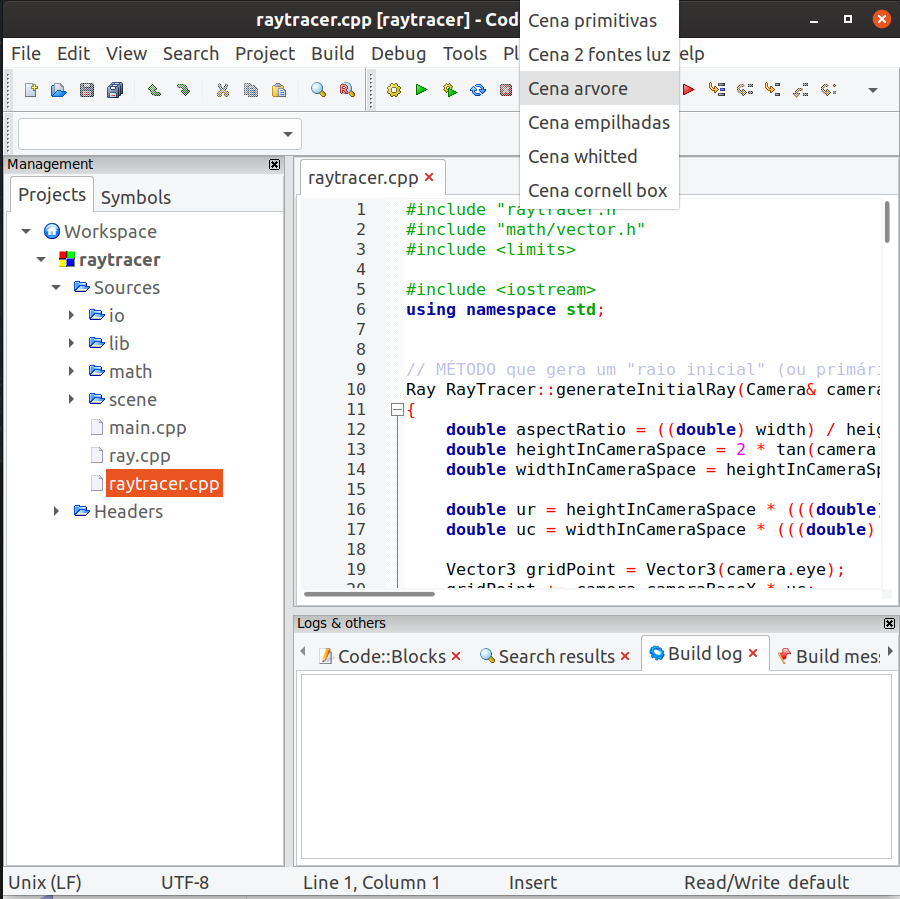 raytracer.cpp [raytracer] - Cod
Cena primitivas
Cena 2 fontes luz
Cena arvore
Cena empilhadas
Cena whitted
Cena cornell box
File Edit View Search Project Build Debug Tools Pl elp
Management
Projects Symbols
Workspace
raytracer
Sources
io
lib
math
scene
main.cpp
ray.cpp
raytracer.cpp
Headers
raytracer.cpp
1 #include "raytracer.h"
2 #include "math/vector.h"
3 #include <limits>
4
5 #include <iostream>
6 using namespace std;
7
8
9 // MÉTODO que gera um "raio inicial" (ou primári
10 Ray RayTracer::generateInitialRay(Camera& camera
11 {
12 double aspectRatio = ((double) width) / heig
13 double heightInCameraSpace = 2 * tan(camera
14 double widthInCameraSpace = heightInCameraSp
15
16 double ur = heightInCameraSpace * (((double)
17 double uc = widthInCameraSpace * (((double)
18
19 Vector3 gridPoint = Vector3(camera.eye);
20 gridPoint += camera.cameraBaseX * uc;
Logs & others
Code::Blocks Search results Build log Build mes
Unix (LF) UTF-8 Line 1, Column 1 Insert Read/Write default